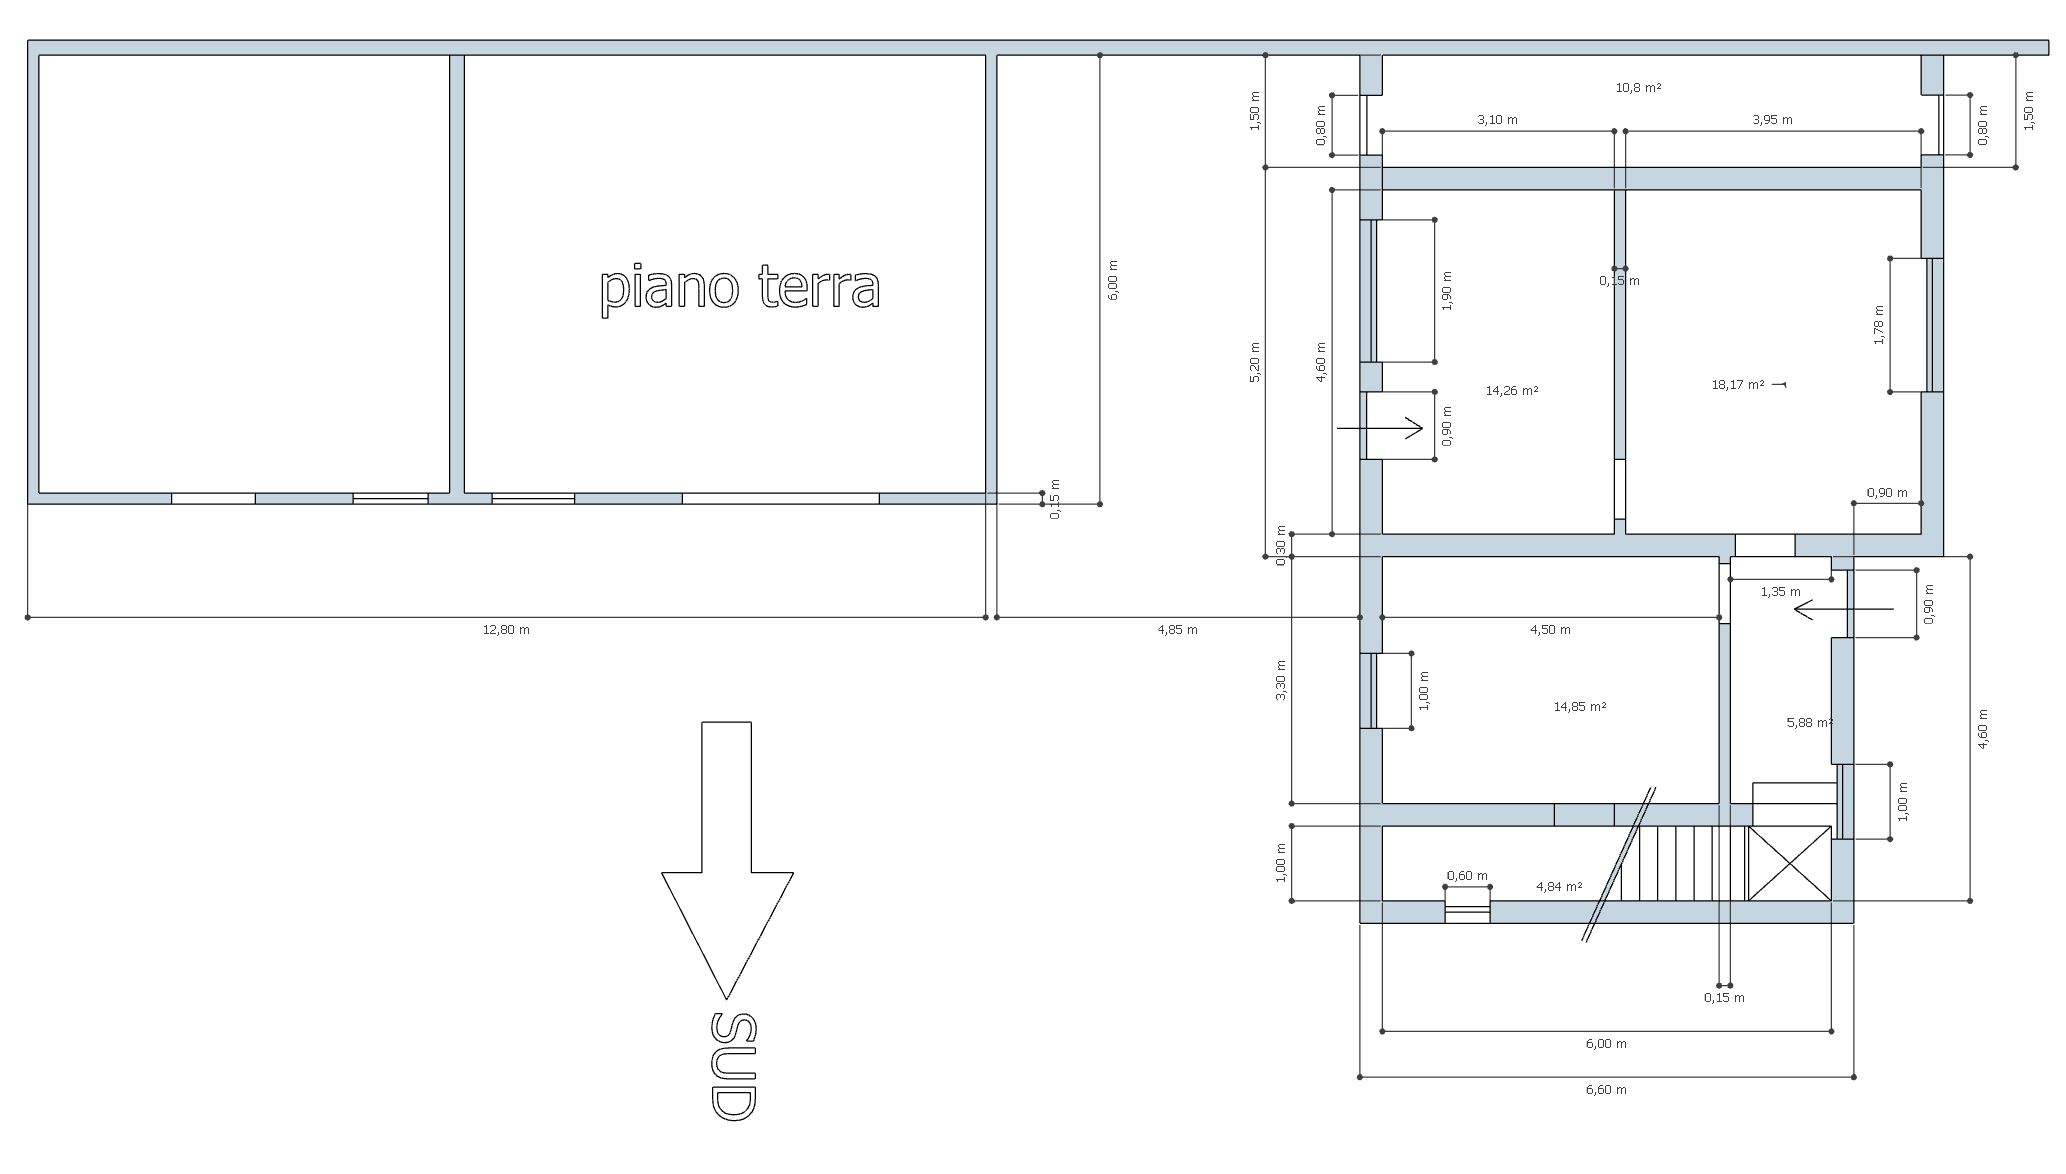 10,8 m²
1,50 m
0,80 m
3,10 m
3,95 m
0,80 m
1,50 m
piano terra
6,00 m
0,15 m
1,90 m
1,78 m
5,20 m
4,60 m
14,26 m²
18,17 m²
0,90 m
0,90 m
0,15 m
0,30 m
1,35 m
0,90 m
12,80 m
4,85 m
4,50 m
3,30 m
1,00 m
14,85 m²
5,88 m²
4,60 m
1,00 m
1,00 m
0,60 m
4,84 m²
0,15 m
6,00 m
6,60 m
SUD